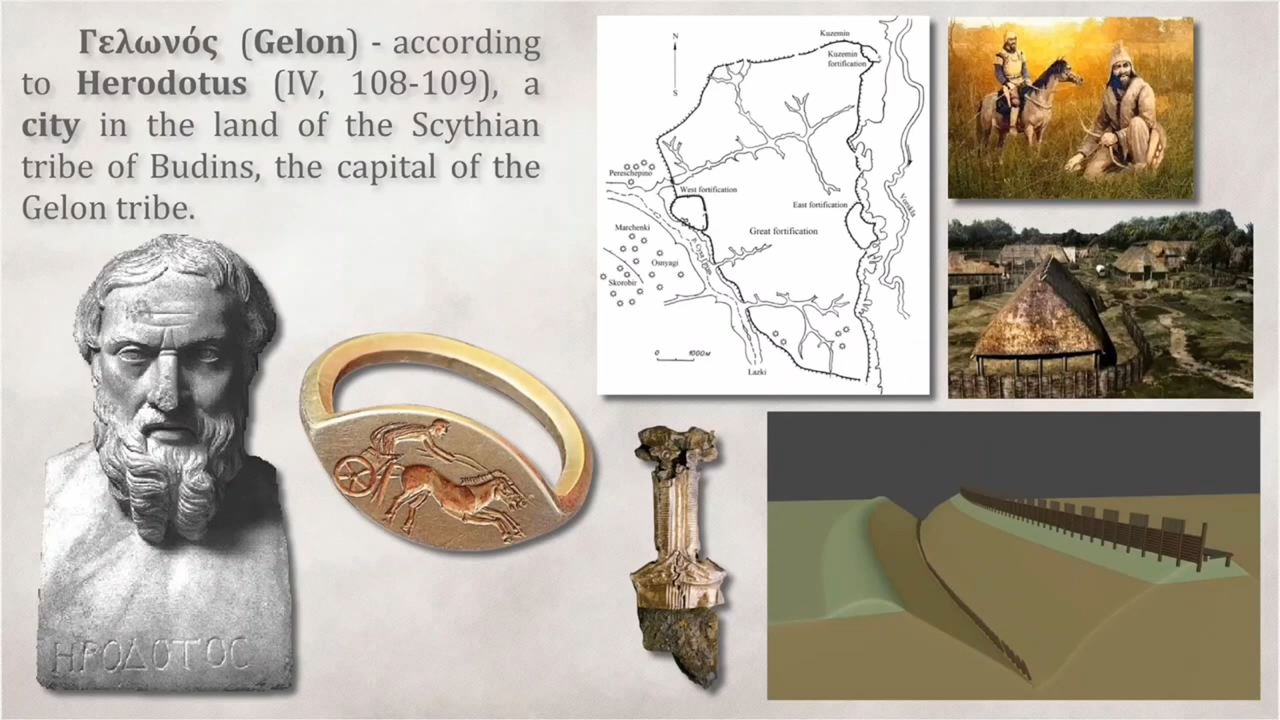 Γελωνός (Gelon) - according
to Herodotus (IV, 108-109), a
city in the land of the Scythian
tribe of Budins, the capital of the
Gelon tribe.
ΗΡΟΔΟΤΟΣ
N
S
Kuzemin
Kuzemin
fortification
Pereschepino
West fortification
East fortification
Vorskla
Marchenki
Great fortification
Osnyagi
Skorobir
0 1000м
Lazki